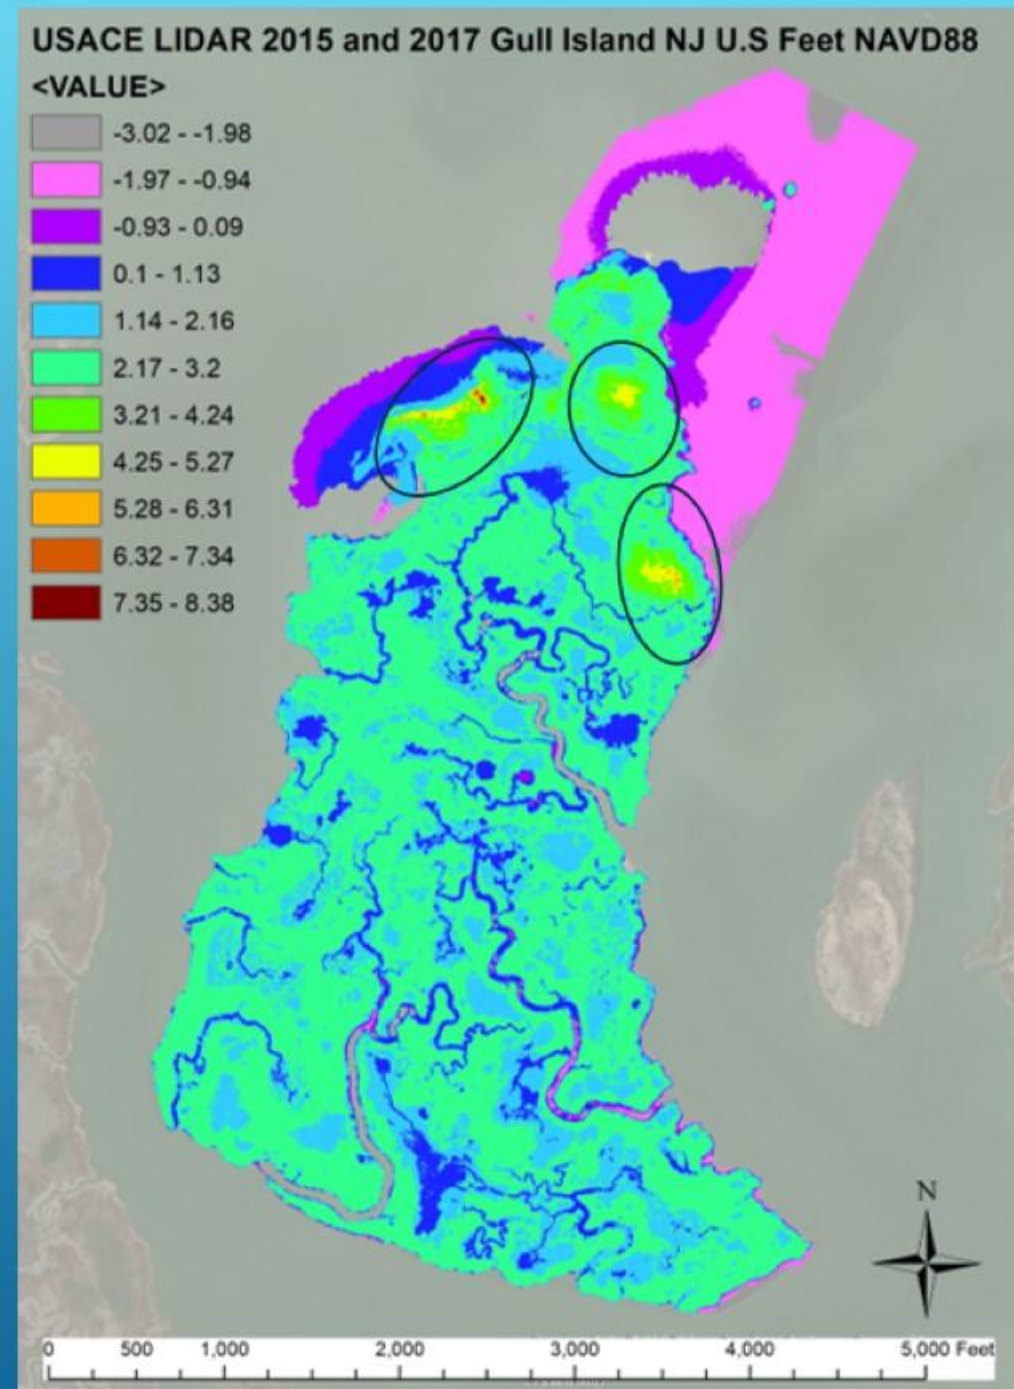 USACE LIDAR 2015 and 2017 Gull Island NJ U.S Feet NAVD88
<VALUE>
-3.02 - -1.98
-1.97 - -0.94
-0.93 - 0.09
0.1 - 1.13
1.14 - 2.16
2.17 - 3.2
3.21 - 4.24
4.25 - 5.27
5.28 - 6.31
6.32 - 7.34
7.35 - 8.38
N
0 500 1,000 2,000 3,000 4,000 5,000 Feet